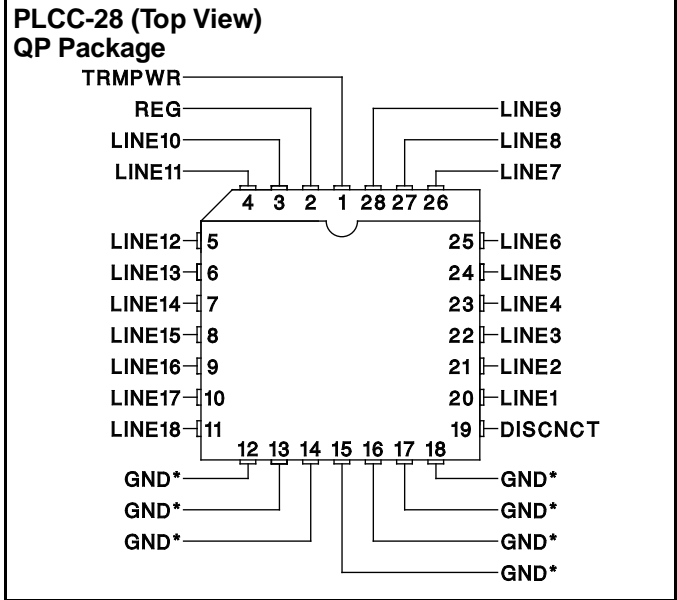 PLCC-28 (Top View)
QP Package
TRMPWR
REG
LINE9
LINE10
LINE8
LINE11
LINE7
4 3 2 1 28 27 26
LINE12 5
25 LINE6
LINE13 6
24 LINE5
LINE14 7
23 LINE4
LINE15 8
22 LINE3
LINE16 9
21 LINE2
LINE17 10
20 LINE1
LINE18 11
19 DISCNCT
12 13 14 15 16 17 18
GND*
GND*
GND*
GND*
GND*
GND*
GND*